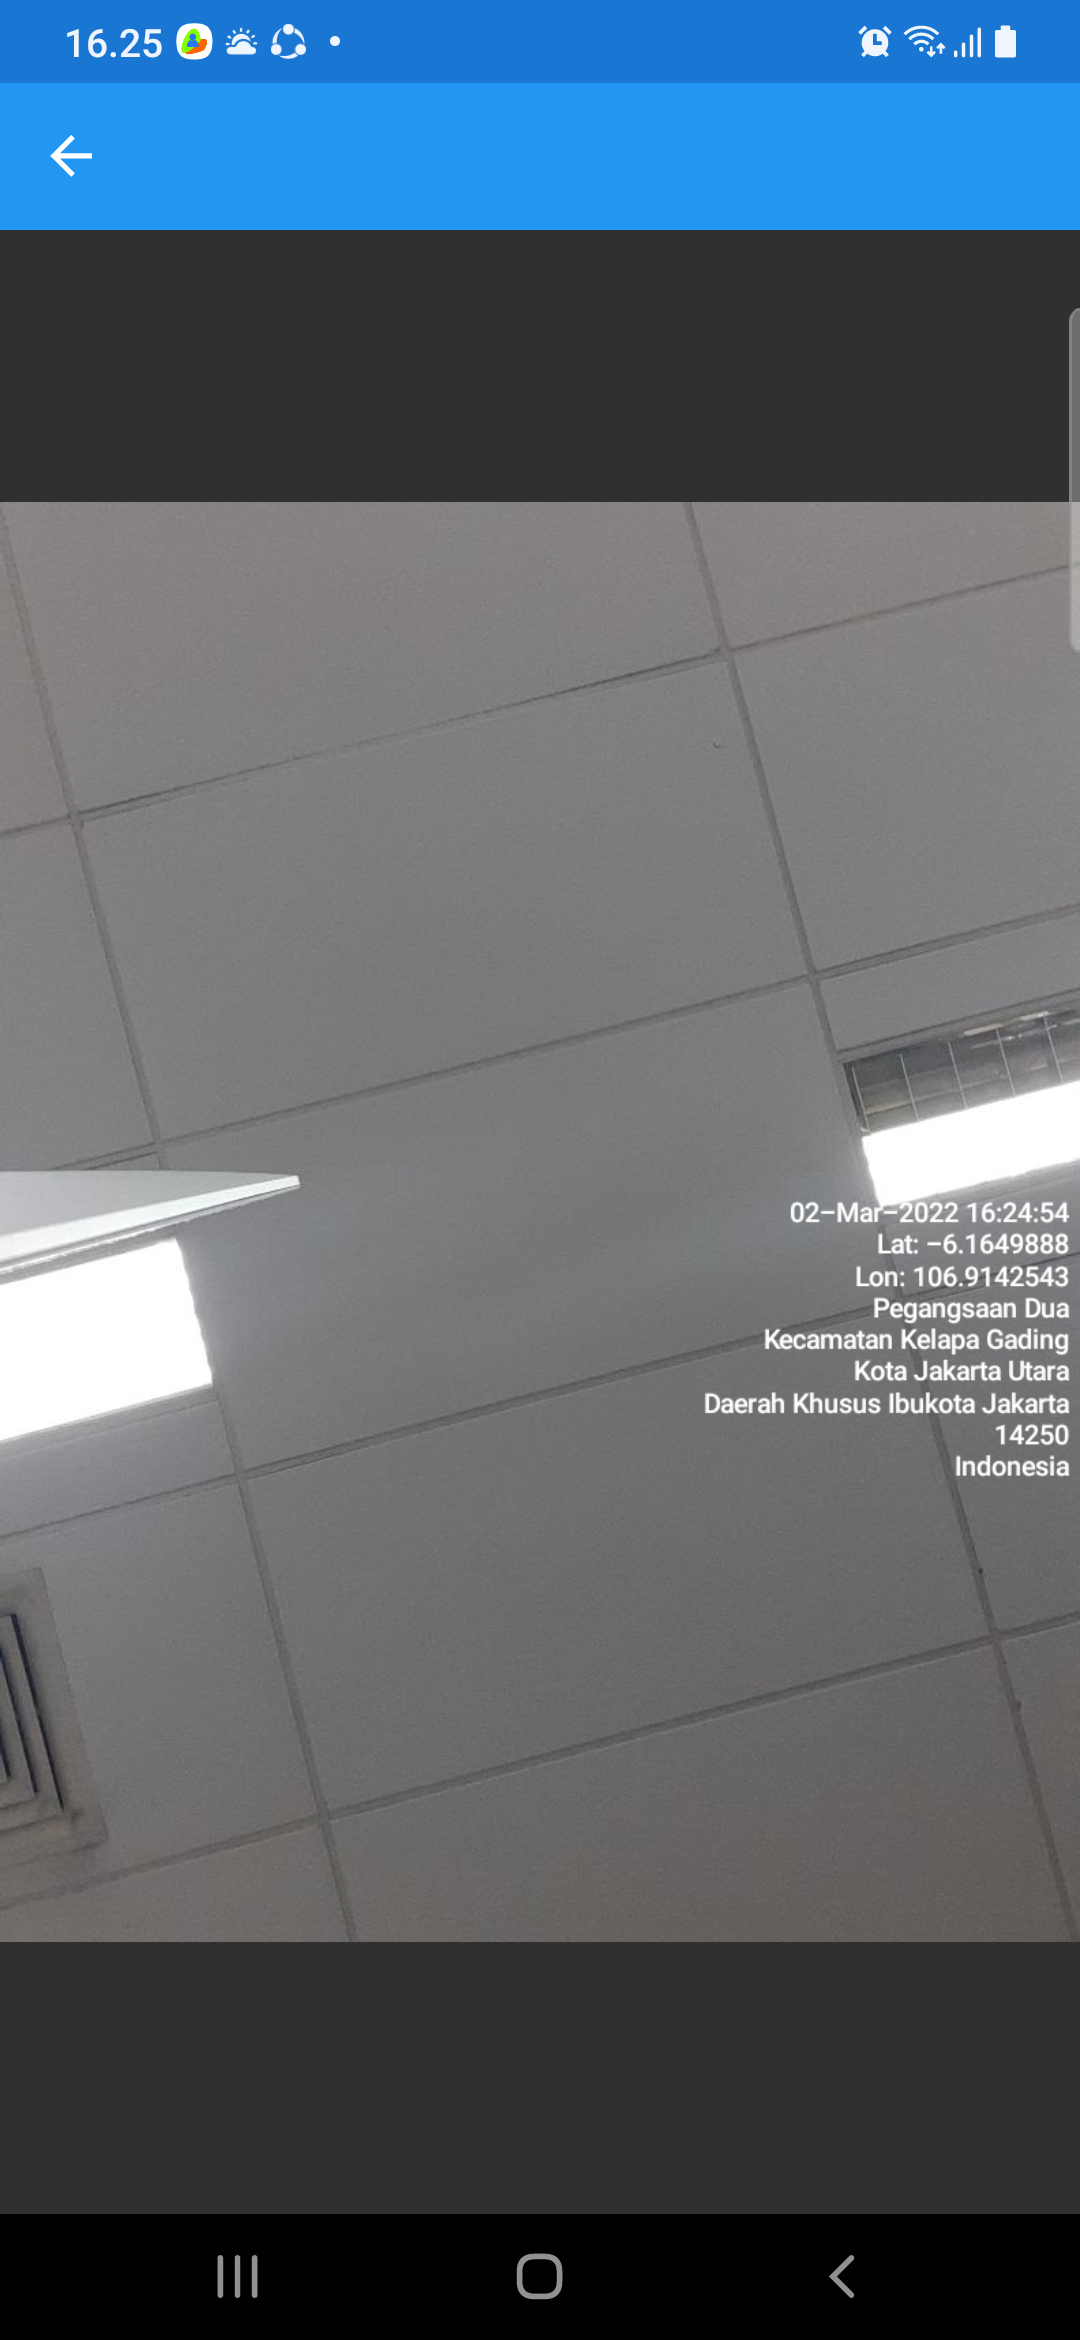 16.25
02-Mar-2022 16:24:54
Lat: -6.1649888
Lon: 106.9142543
Pegangsaan Dua
Kecamatan Kelapa Gading
Kota Jakarta Utara
Daerah Khusus Ibukota Jakarta
14250
Indonesia